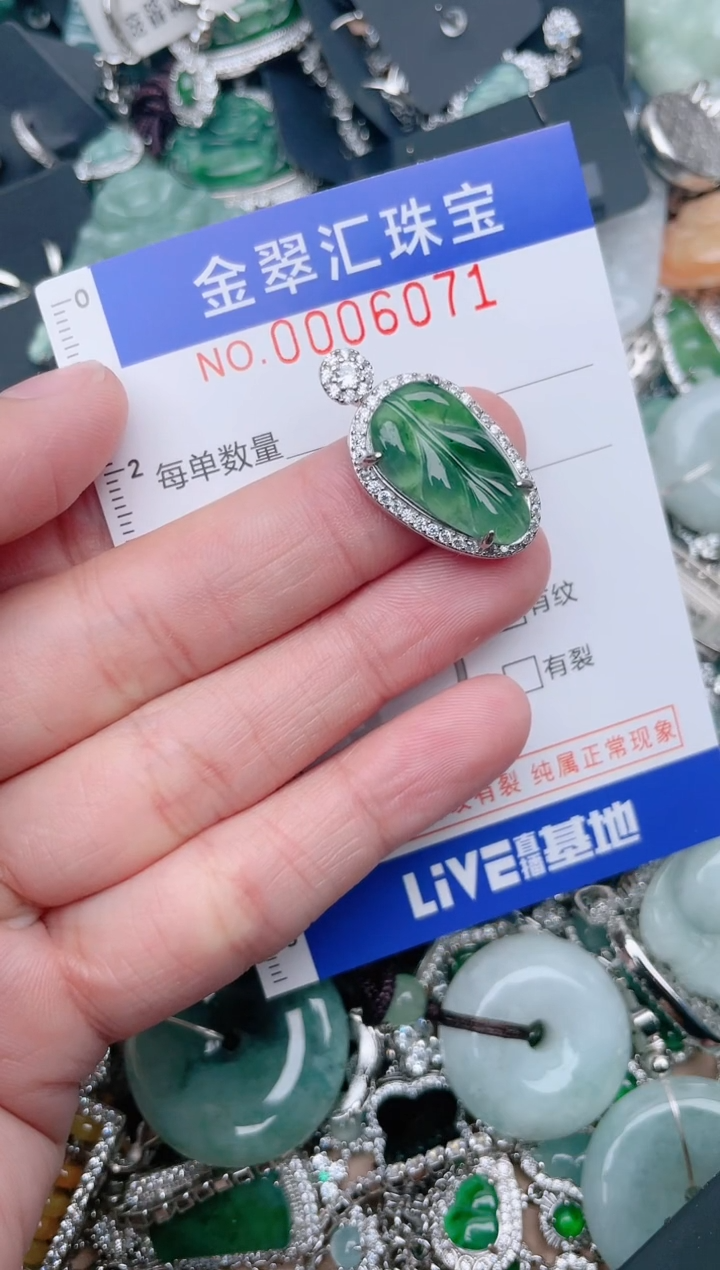 金翠汇珠宝
0
NO.0006071
2
每单数量
有纹
有裂
有裂 纯属正常现象
LiVE直播基地